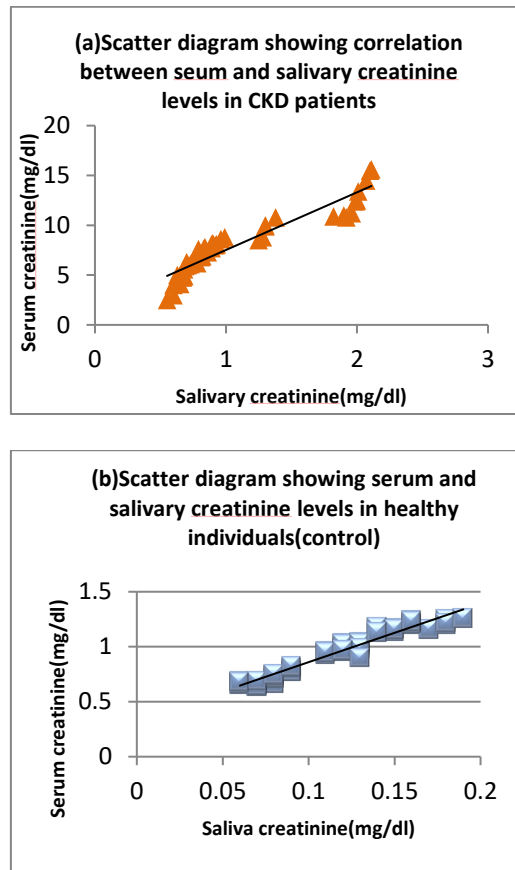 (a)Scatter diagram showing correlation
between seum and salivary creatinine
levels in CKD patients
20
15
10
5
0
0 1 2 3
Serum creatinine(mg/dl)
Salivary creatinine(mg/dl)
(b)Scatter diagram showing serum and
salivary creatinine levels in healthy
individuals(control)
1.5
1
0.5
0
0 0.05 0.1 0.15 0.2
Serum creatinine(mg/dl)
Saliva creatinine(mg/dl)